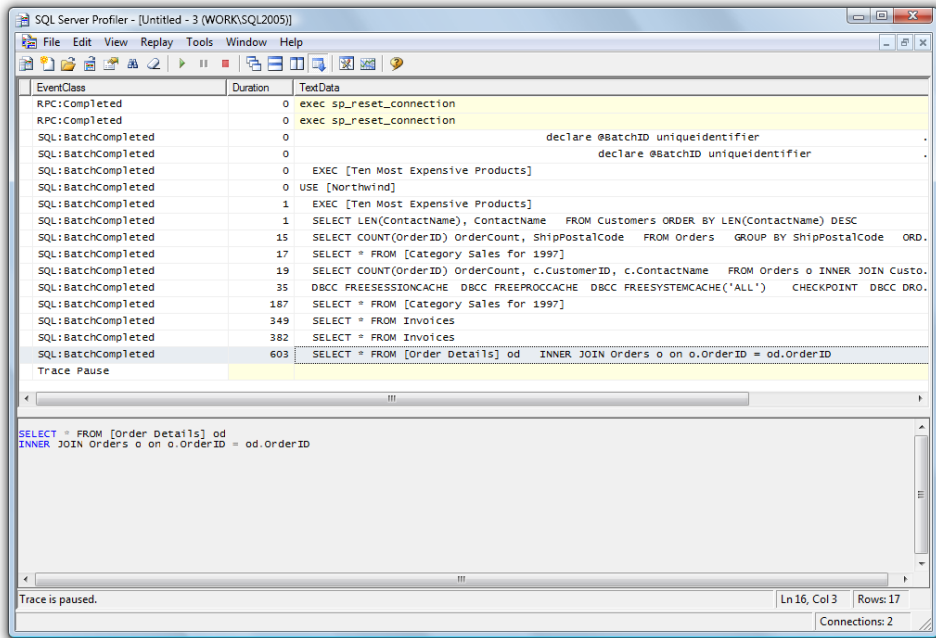 SQL Server Profiler - [Untitled - 3 (WORK\SQL2005)]
File Edit View Replay Tools Window Help
EventClass Duration TextData
RPC:Completed 0 exec sp_reset_connection
RPC:Completed 0 exec sp_reset_connection
SQL:BatchCompleted 0 declare @BatchID uniqueidentifier .
SQL:BatchCompleted 0 declare @BatchID uniqueidentifier .
SQL:BatchCompleted 0 EXEC [Ten Most Expensive Products]
SQL:BatchCompleted 0 USE [Northwind]
SQL:BatchCompleted 1 EXEC [Ten Most Expensive Products]
SQL:BatchCompleted 1 SELECT LEN(ContactName), ContactName FROM Customers ORDER BY LEN(ContactName) DESC
SQL:BatchCompleted 15 SELECT COUNT(OrderID) OrderCount, ShipPostalCode FROM Orders GROUP BY ShipPostalCode ORD.
SQL:BatchCompleted 17 SELECT * FROM [Category Sales for 1997]
SQL:BatchCompleted 19 SELECT COUNT(OrderID) OrderCount, c.CustomerID, c.ContactName FROM Orders o INNER JOIN Custo.
SQL:BatchCompleted 35 DBCC FREESESSIONCACHE DBCC FREEPROCCACHE DBCC FREESYSTEMCACHE('ALL') CHECKPOINT DBCC DRO.
SQL:BatchCompleted 187 SELECT * FROM [Category Sales for 1997]
SQL:BatchCompleted 349 SELECT * FROM Invoices
SQL:BatchCompleted 382 SELECT * FROM Invoices
SQL:BatchCompleted 603 SELECT * FROM [Order Details] od INNER JOIN Orders o on o.OrderID = od.OrderID
Trace Pause
SELECT * FROM [Order Details] od
INNER JOIN Orders o on o.OrderID = od.OrderID
Trace is paused. Ln 16, Col 3 Rows: 17
Connections: 2